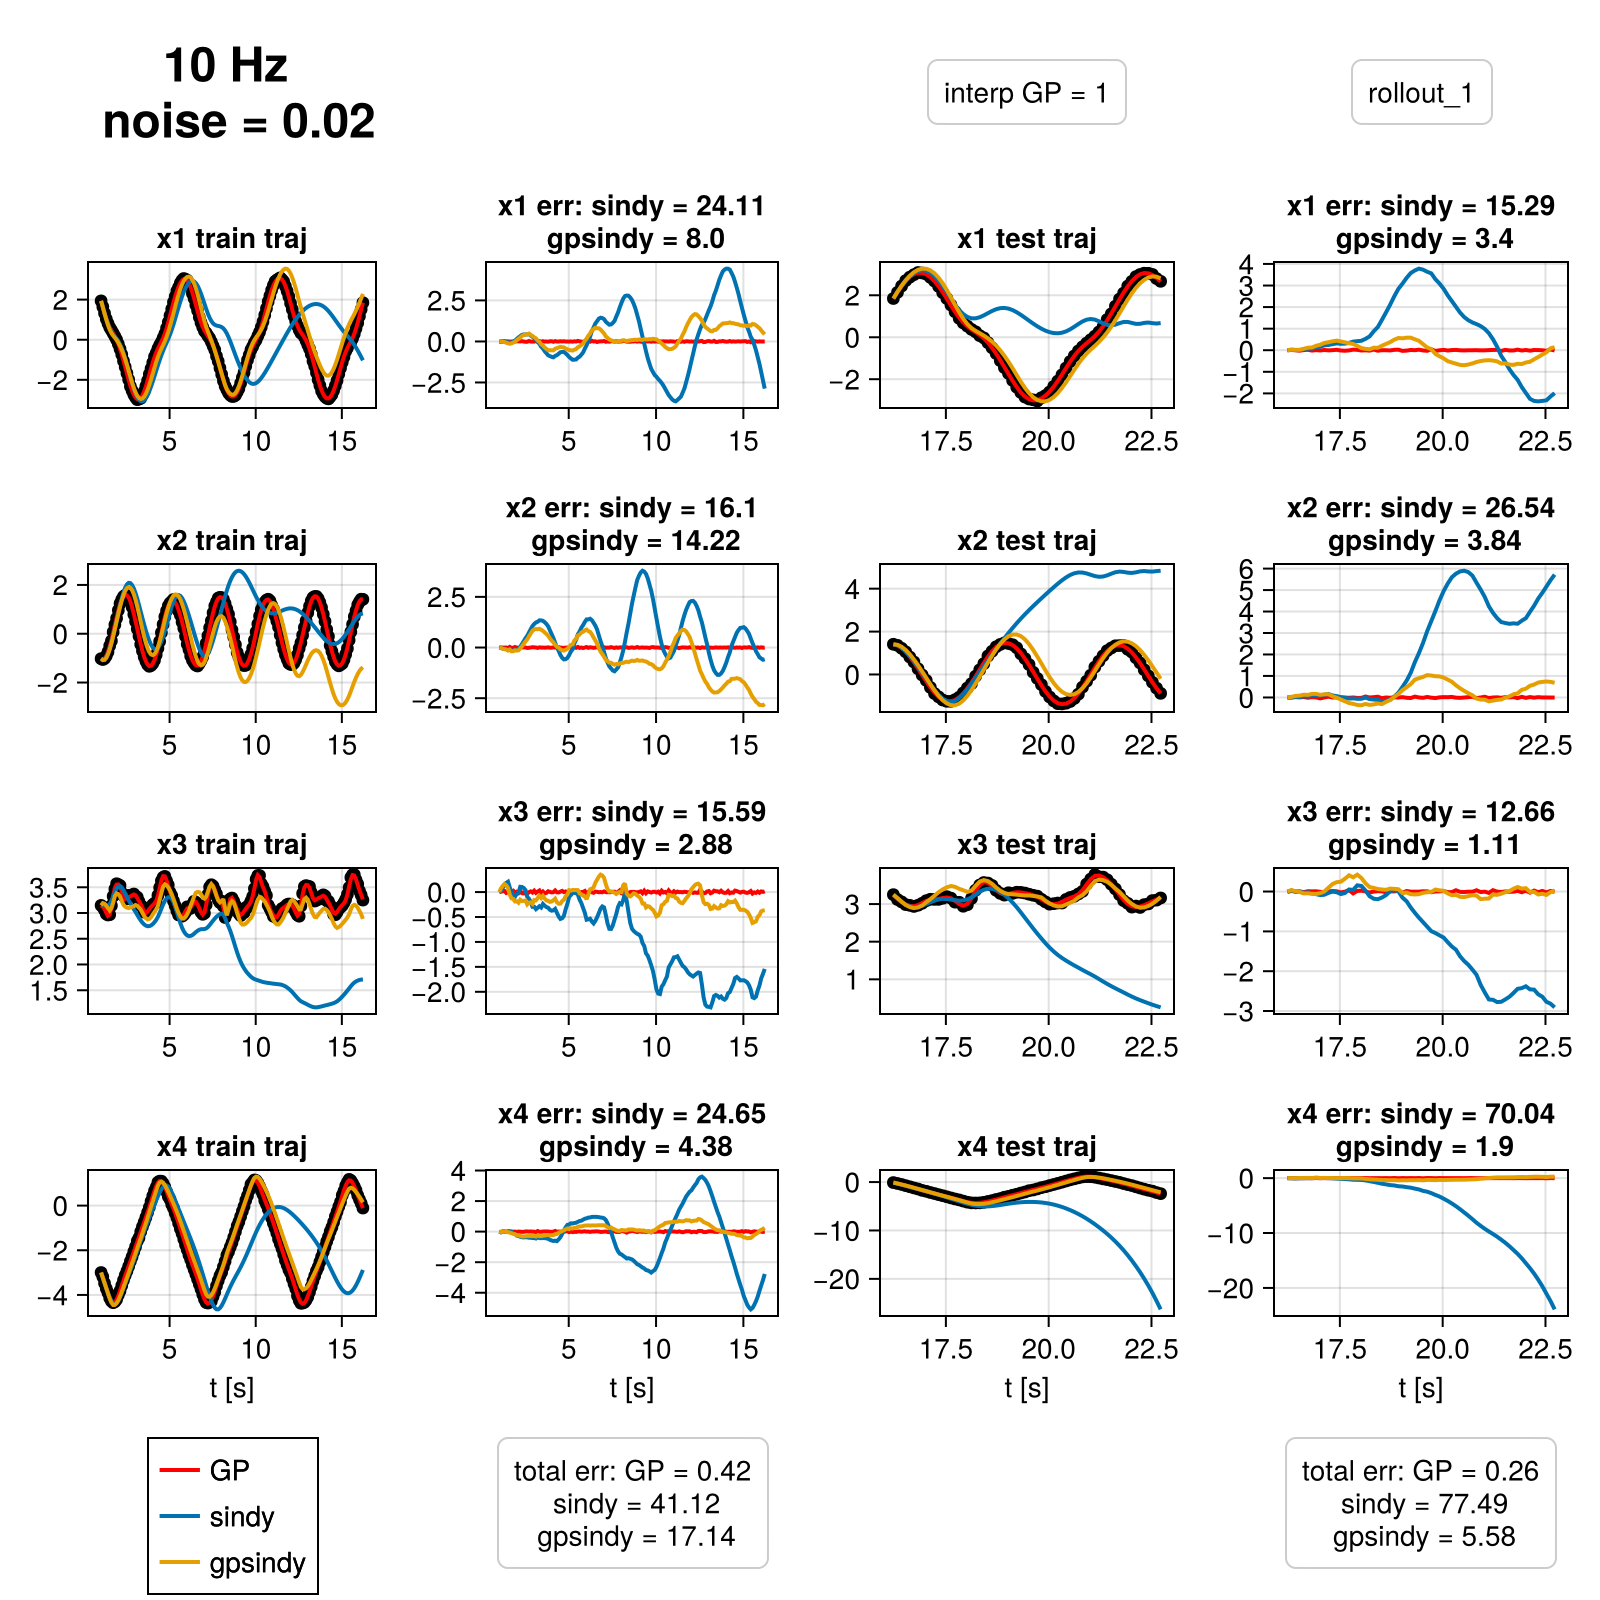 10 Hz
noise = 0.02
interp GP = 1
rollout_1
x1 train traj
2
0
−2
5
10
15
x1 err: sindy = 24.11
gpsindy = 8.0
2.5
0.0
−2.5
5
10
15
x1 test traj
2
0
−2
17.5
20.0
22.5
x1 err: sindy = 15.29
gpsindy = 3.4
4
3
2
1
0
−1
−2
17.5
20.0
22.5
x2 train traj
2
0
−2
5
10
15
x2 err: sindy = 16.1
gpsindy = 14.22
2.5
0.0
−2.5
5
10
15
x2 test traj
4
2
0
17.5
20.0
22.5
x2 err: sindy = 26.54
gpsindy = 3.84
6
5
4
3
2
1
0
17.5
20.0
22.5
x3 train traj
3.5
3.0
2.5
2.0
1.5
5
10
15
x3 err: sindy = 15.59
gpsindy = 2.88
0.0
−0.5
−1.0
−1.5
−2.0
5
10
15
x3 test traj
3
2
1
17.5
20.0
22.5
x3 err: sindy = 12.66
gpsindy = 1.11
0
−1
−2
−3
17.5
20.0
22.5
x4 train traj
0
−2
−4
5
10
15
t [s]
x4 err: sindy = 24.65
gpsindy = 4.38
4
2
0
−2
−4
5
10
15
t [s]
x4 test traj
0
−10
−20
17.5
20.0
22.5
t [s]
x4 err: sindy = 70.04
gpsindy = 1.9
0
−10
−20
17.5
20.0
22.5
t [s]
GP
sindy
gpsindy
total err: GP = 0.42
sindy = 41.12
gpsindy = 17.14
total err: GP = 0.26
sindy = 77.49
gpsindy = 5.58